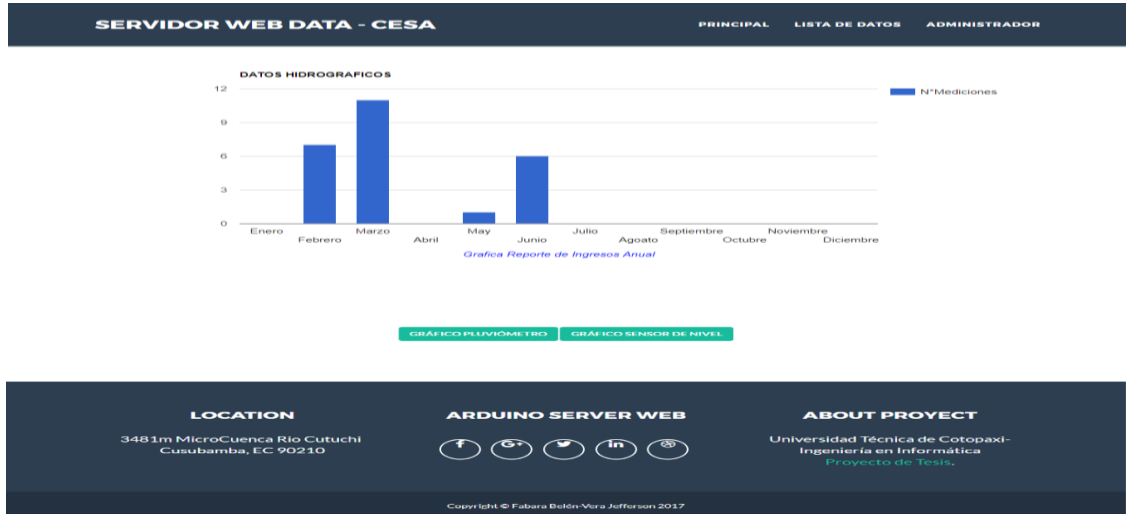 SERVIDOR WEB DATA - CESA
PRINCIPAL LISTA DE DATOS ADMINISTRADOR
DATOS HIDROGRAFICOS
12
9
6
3
0
N°Mediciones
Enero
Febrero
Marzo
Abril
May
Junio
Julio
Agoato
Septiembre
Octubre
Noviembre
Diciembre
Grafica Reporte de Ingresos Anual
GRÁFICO PLUVIÓMETRO GRÁFICO SENSOR DE NIVEL
LOCATION
3481m MicroCuenca Rio Cutuchi
Cusubamba, EC 90210
ARDUINO SERVER WEB
f G+ in
ABOUT PROYECT
Universidad Técnica de Cotopaxi-
Ingeniería en Informática
Proyecto de Tesis.
Copyright © Fabara Belén-Vera Jefferson 2017